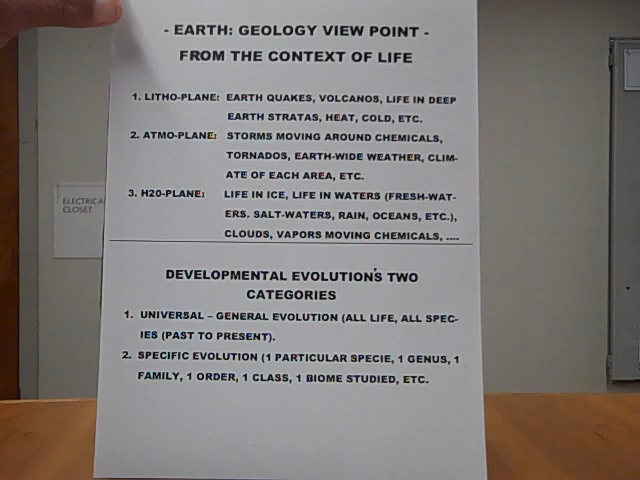 - EARTH: GEOLOGY VIEW POINT -
FROM THE CONTEXT OF LIFE
1. LITHO-PLANE: EARTH QUAKES, VOLCANOS, LIFE IN DEEP
EARTH STRATAS, HEAT, COLD, ETC.
2. ATMO-PLANE: STORMS MOVING AROUND CHEMICALS,
TORNADOS, EARTH-WIDE WEATHER, CLIM-
ATE OF EACH AREA, ETC.
3. H20-PLANE: LIFE IN ICE, LIFE IN WATERS (FRESH-WAT-
ERS. SALT-WATERS, RAIN, OCEANS, ETC.),
CLOUDS, VAPORS MOVING CHEMICALS, ....
ELECTRICA
CLOSET
DEVELOPMENTAL EVOLUTION'S TWO
CATEGORIES
1. UNIVERSAL – GENERAL EVOLUTION (ALL LIFE, ALL SPEC-
IES (PAST TO PRESENT).
2. SPECIFIC EVOLUTION (1 PARTICULAR SPECIE, 1 GENUS, 1
FAMILY, 1 ORDER, 1 CLASS, 1 BIOME STUDIED, ETC.